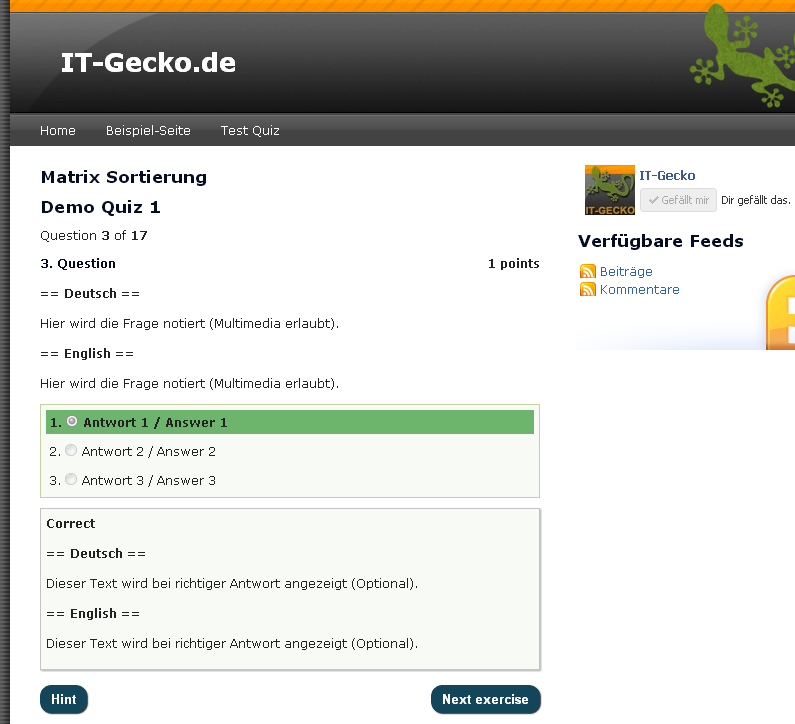 IT-Gecko.de
Home Beispiel-Seite Test Quiz
Matrix Sortierung
Demo Quiz 1
Question 3 of 17
3. Question 1 points
== Deutsch ==
Hier wird die Frage notiert (Multimedia erlaubt).
== English ==
Hier wird die Frage notiert (Multimedia erlaubt).
1. Antwort 1 / Answer 1
2. Antwort 2 / Answer 2
3. Antwort 3 / Answer 3
Correct
== Deutsch ==
Dieser Text wird bei richtiger Antwort angezeigt (Optional).
== English ==
Dieser Text wird bei richtiger Antwort angezeigt (Optional).
Hint Next exercise
IT-GECKO
IT-Gecko
Gefällt mir Dir gefällt das.
Verfügbare Feeds
Beiträge
Kommentare